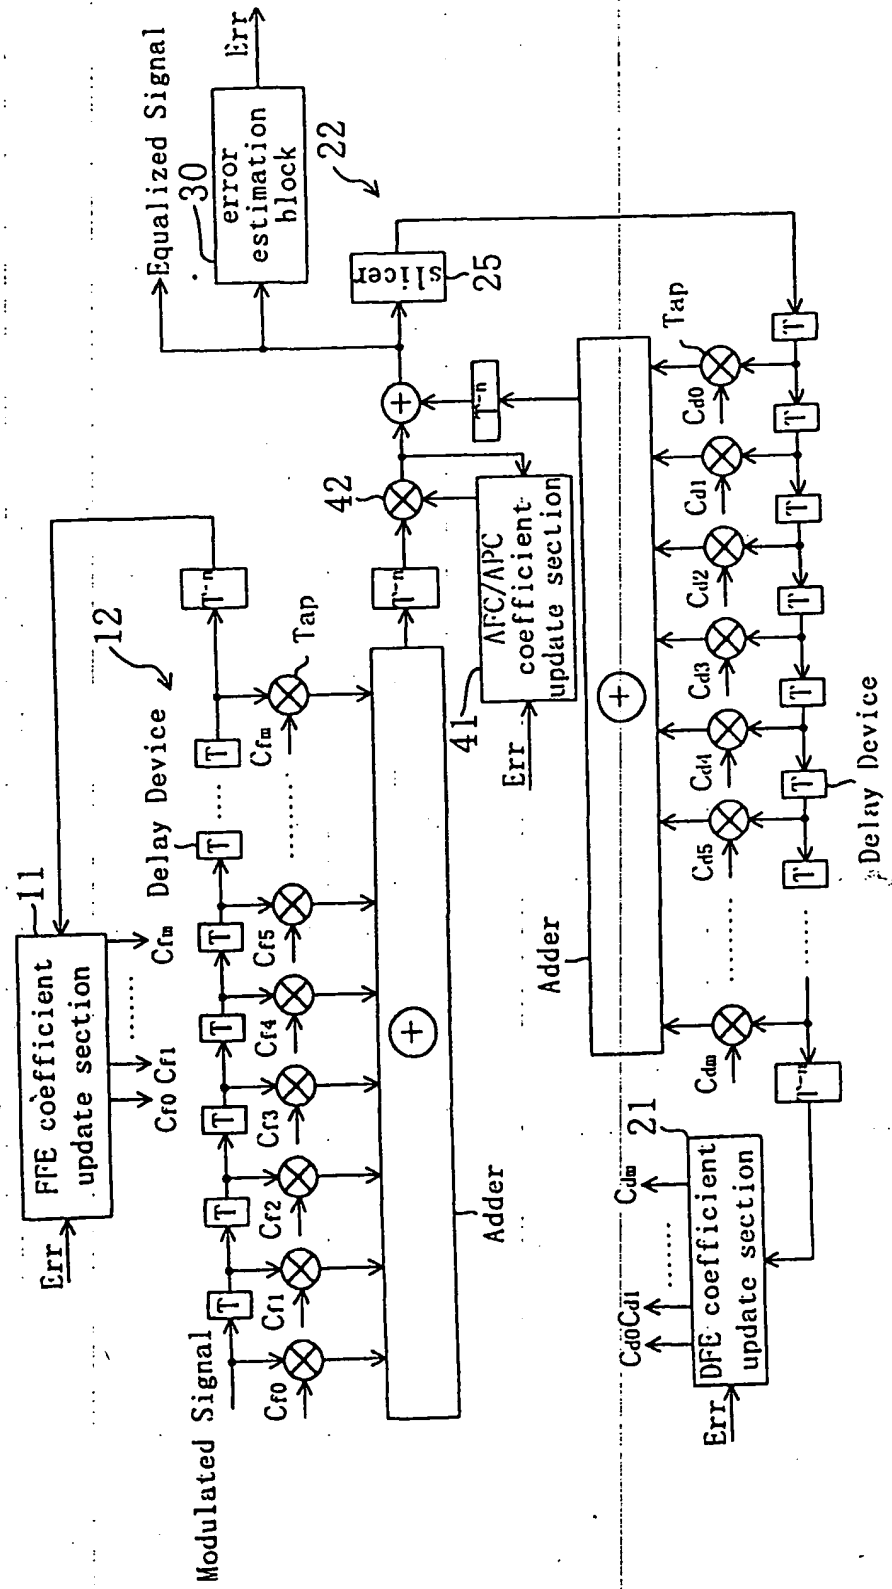 Err
FFE coefficient
update section
11
Cf0 Cf1
Cfm
........
Modulated Signal
T
T
T
T
T
T
....
T
Delay Device
12
T-n
Cf0
Cf1
Cf2
Cf3
Cf4
Cf5
.........
Cfm
Tap
+
Adder
T-n
42
+
Equalized Signal
30
error
estimation
block
Err
22
slicer
25
Err
41
AFC/APC
coefficient
update section
T-n
Adder
+
Cdm
.........
Cd5
Cd4
Cd3
Cd2
Cd1
Cd0
Tap
T
T
T
T
T
T
T
......
Delay Device
T-n
Cd0Cd1
.......
Cdm
21
Err
DFE coefficient
update section